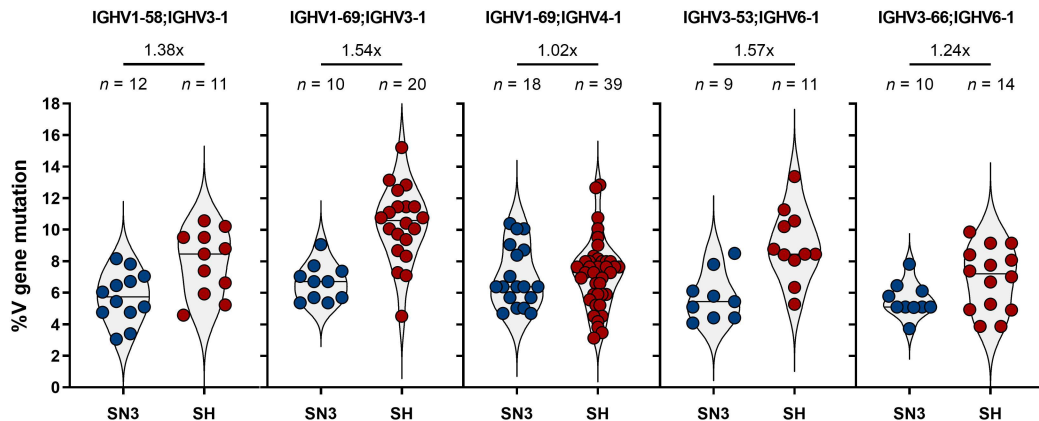 IGHV1-58;IGHV3-1 IGHV1-69;IGHV3-1 IGHV1-69;IGHV4-1 IGHV3-53;IGHV6-1 IGHV3-66;IGHV6-1
1.38x 1.54x 1.02x 1.57x 1.24x
n = 12 n = 11 n = 10 n = 20 n = 18 n = 39 n = 9 n = 11 n = 10 n = 14
%V gene mutation
18
16
14
12
10
8
6
4
2
0
SN3 SH SN3 SH SN3 SH SN3 SH SN3 SH